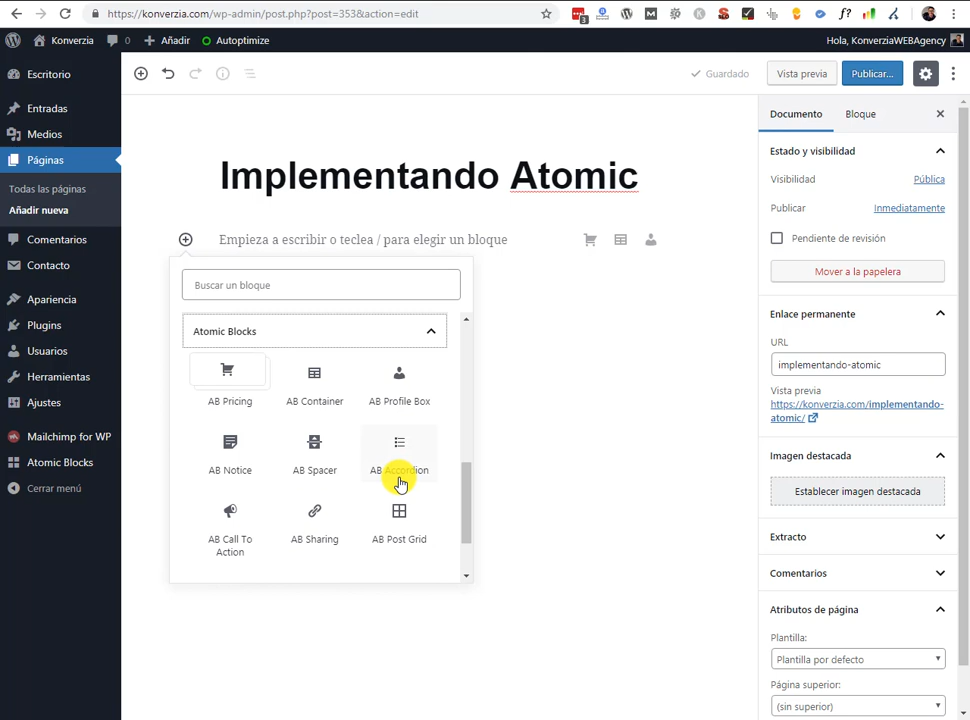 https://konverzia.com/wp-admin/post.php?post=353&action=edit
3
Konverzia
0
Añadir
Autoptimize
Hola, KonverziaWEBAgency
Escritorio
Entradas
Medios
Páginas
Todas las páginas
Añadir nueva
Comentarios
Contacto
Apariencia
Plugins
Usuarios
Herramientas
Ajustes
Mailchimp for WP
Atomic Blocks
Cerrar menú
Guardado
Vista previa
Publicar...
Implementando Atomic
Empieza a escribir o teclea / para elegir un bloque
Buscar un bloque
Atomic Blocks
AB Pricing
AB Container
AB Profile Box
AB Notice
AB Spacer
AB Accordion
AB Call To
Action
AB Sharing
AB Post Grid
Documento
Bloque
Estado y visibilidad
Visibilidad
Pública
Publicar
Inmediatamente
Pendiente de revisión
Mover a la papelera
Enlace permanente
URL
implementando-atomic
Vista previa
https://konverzia.com/implementando-
atomic/
Imagen destacada
Establecer imagen destacada
Extracto
Comentarios
Atributos de página
Plantilla:
Plantilla por defecto
Página superior:
(sin superior)